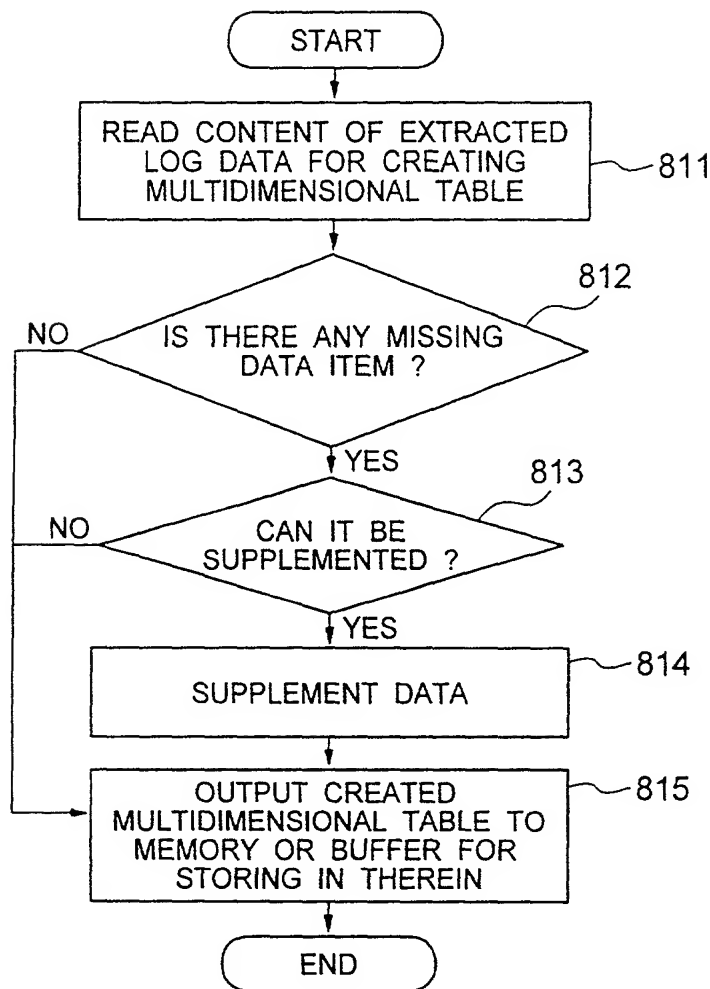 START
READ CONTENT OF EXTRACTED
LOG DATA FOR CREATING
MULTIDIMENSIONAL TABLE
811
812
NO
IS THERE ANY MISSING
DATA ITEM ?
YES
813
NO
CAN IT BE
SUPPLEMENTED ?
YES
814
SUPPLEMENT DATA
815
OUTPUT CREATED
MULTIDIMENSIONAL TABLE TO
MEMORY OR BUFFER FOR
STORING IN THEREIN
END